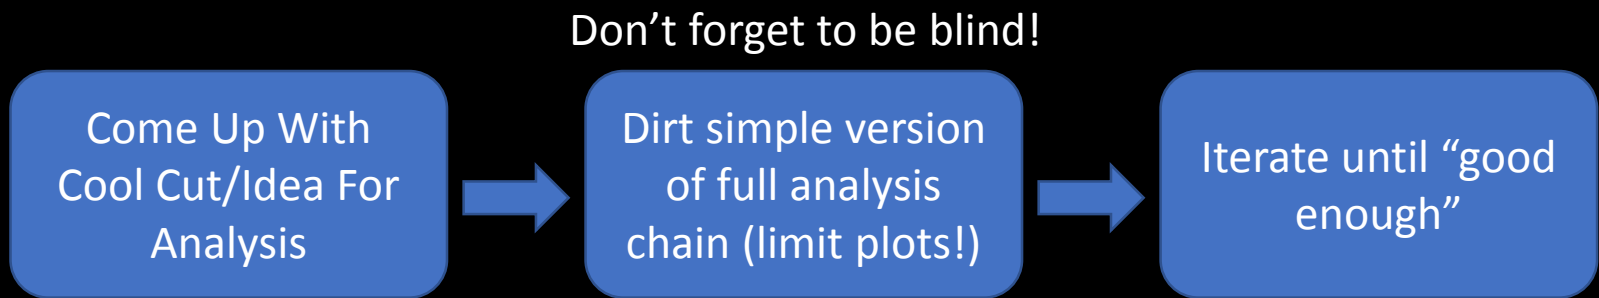 Don’t forget to be blind!
Come Up With
Cool Cut/Idea For
Analysis
Dirt simple version
of full analysis
chain (limit plots!)
Iterate until “good
enough”